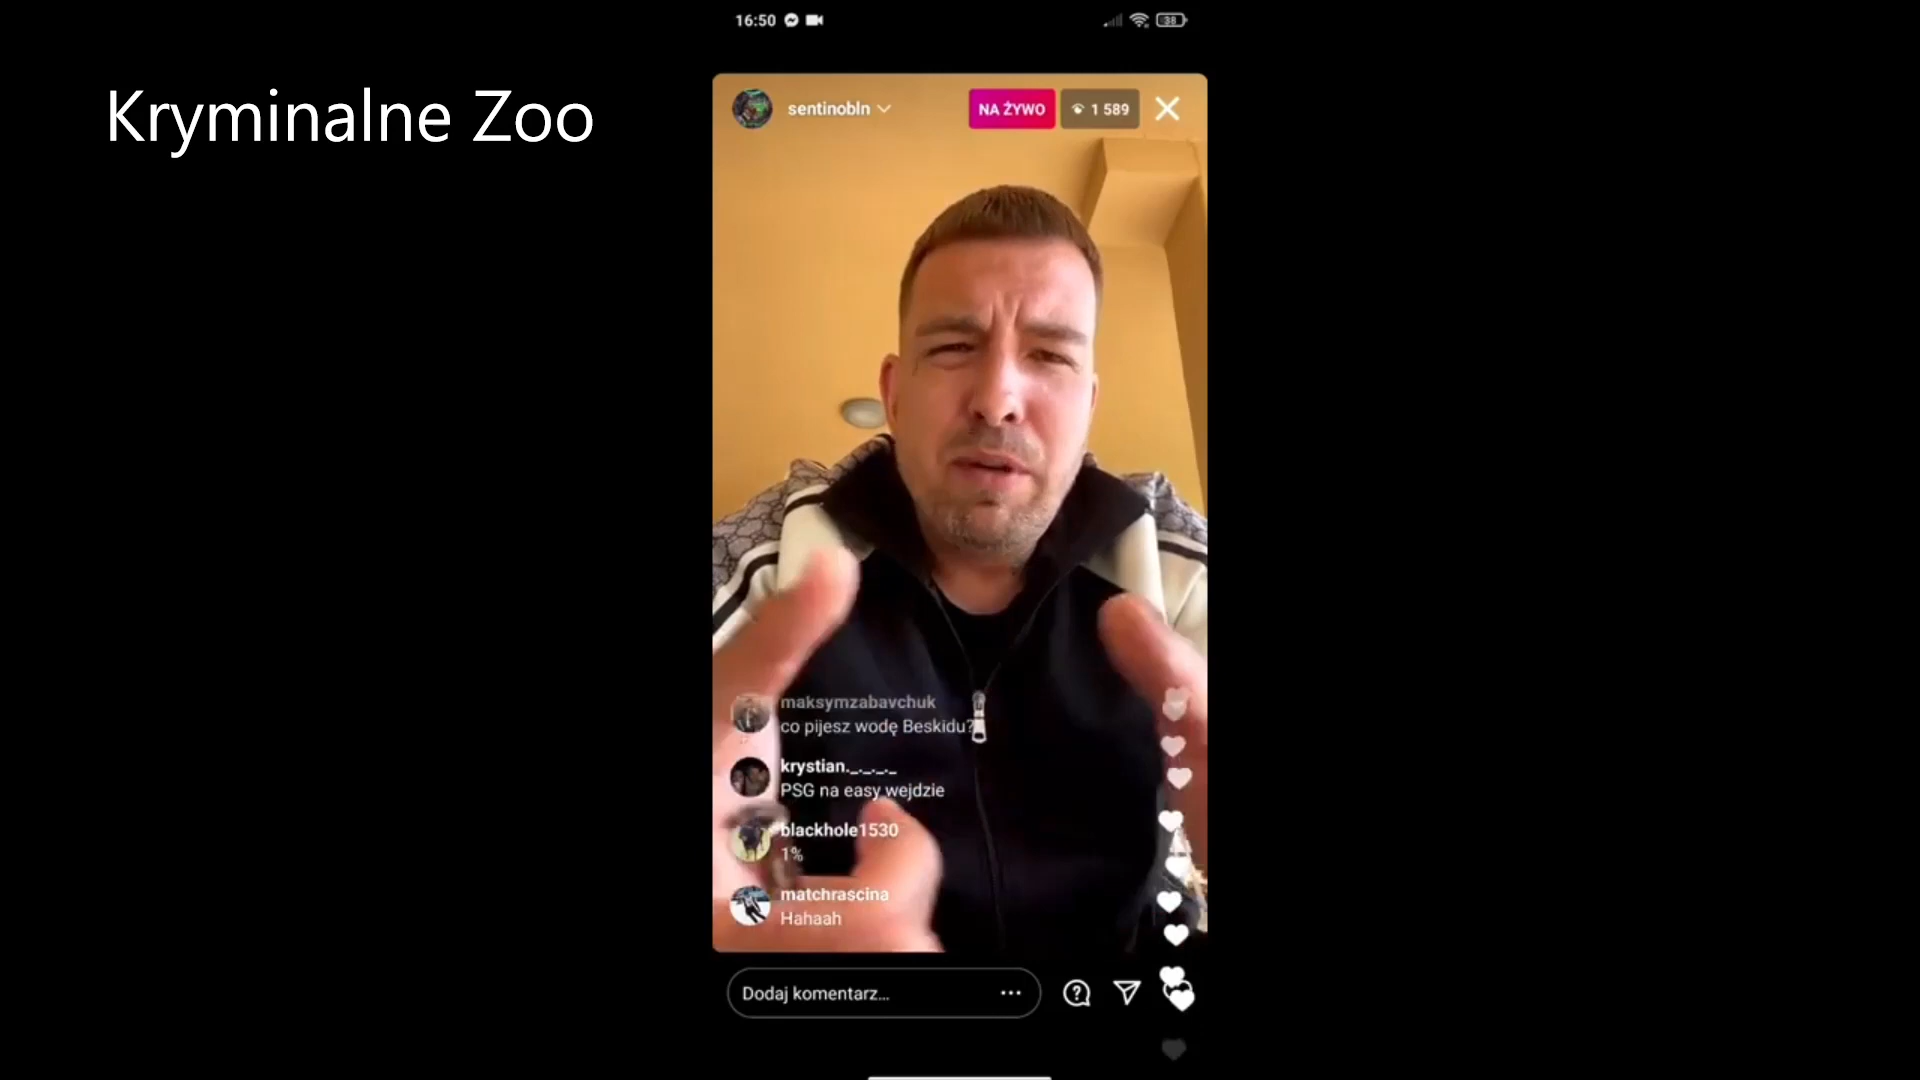 16:50
38
Kryminalne Zoo
sentinobln
NA ŻYWO
1 589
maksymzabavchuk
co pijesz wodę Beskidu?
krystian._._._._
PSG na easy wejdzie
blackhole1530
1%
matchrascina
Hahaah
Dodaj komentarz...